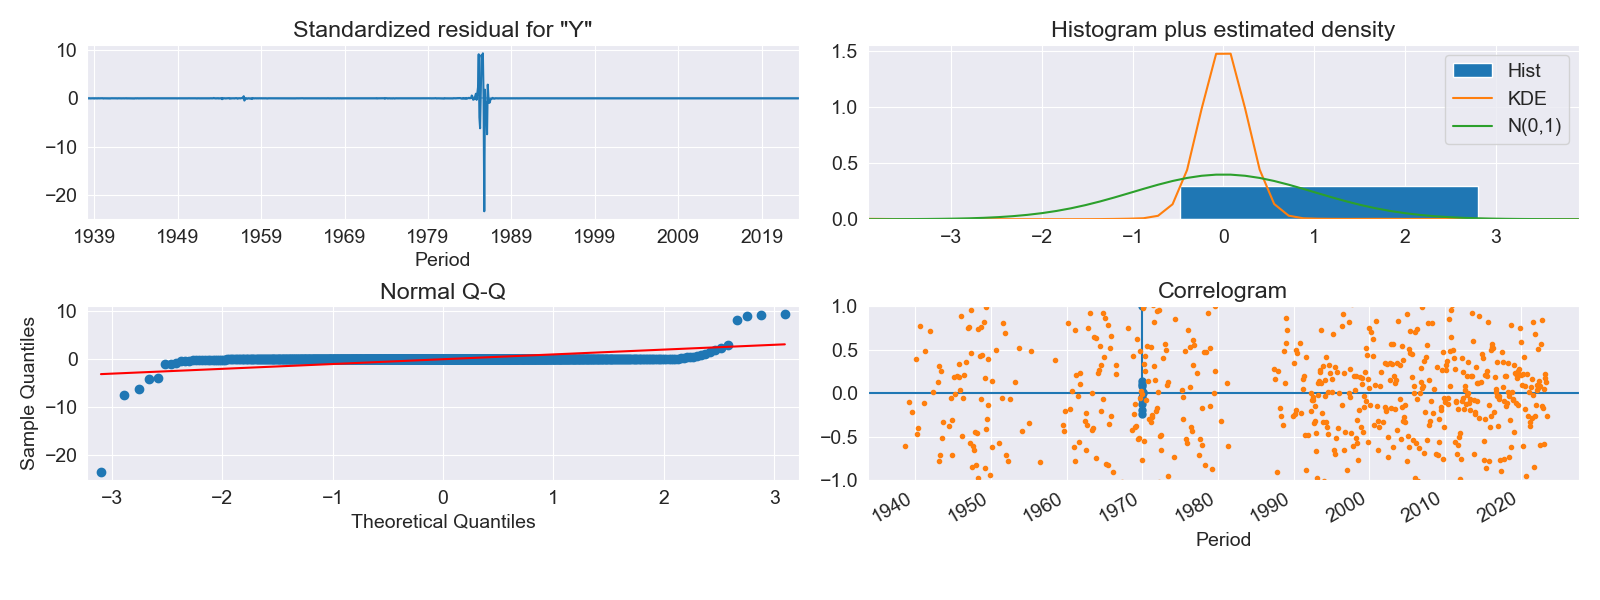 Standardized residual for "Y"
10
0
−10
−20
1939 1949 1959 1969 1979 1989 1999 2009 2019
Period
Histogram plus estimated density
1.5
1.0
0.5
0.0
Hist
KDE
N(0,1)
−3 −2 −1 0 1 2 3
Normal Q-Q
Sample Quantiles
10
0
−10
−20
−3 −2 −1 0 1 2 3
Theoretical Quantiles
Correlogram
1.0
0.5
0.0
−0.5
−1.0
1940 1950 1960 1970 1980 1990 2000 2010 2020
Period